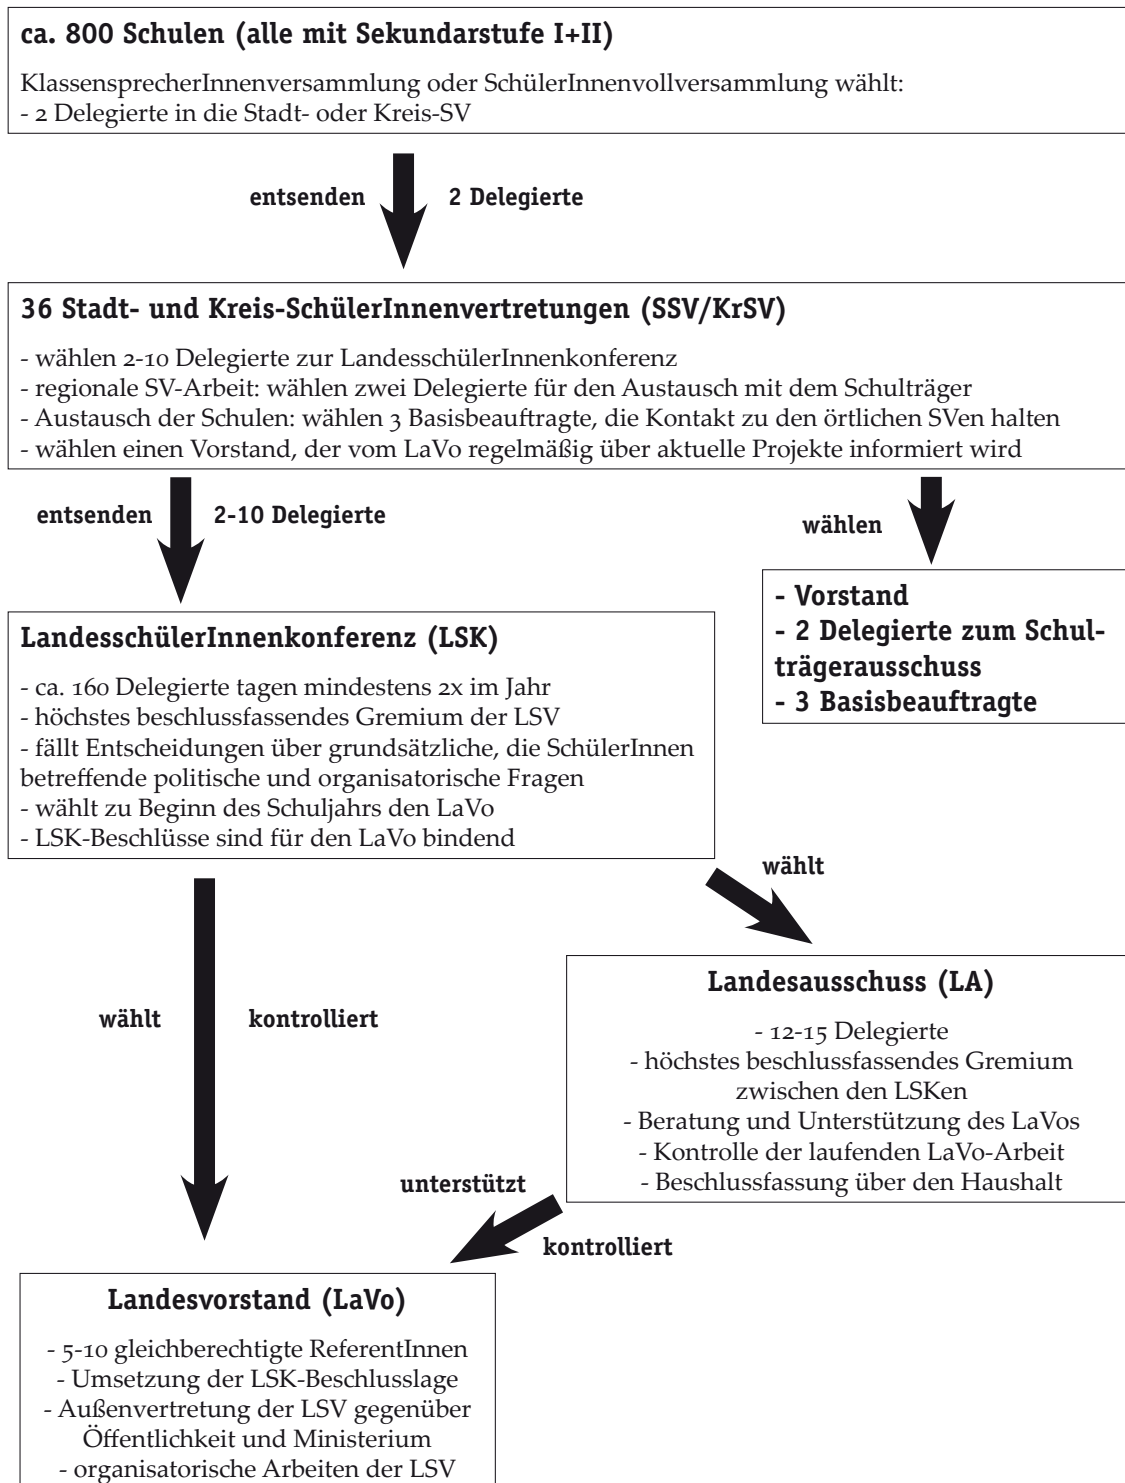 ca. 800 Schulen (alle mit Sekundarstufe I+II)
KlassensprecherInnenversammlung oder SchülerInnenvollversammlung wählt:
- 2 Delegierte in die Stadt- oder Kreis-SV
entsenden 2 Delegierte
36 Stadt- und Kreis-SchülerInnenvertretungen (SSV/KrSV)
- wählen 2-10 Delegierte zur LandesschülerInnenkonferenz
- regionale SV-Arbeit: wählen zwei Delegierte für den Austausch mit dem Schulträger
- Austausch der Schulen: wählen 3 Basisbeauftragte, die Kontakt zu den örtlichen SVen halten
- wählen einen Vorstand, der vom LaVo regelmäßig über aktuelle Projekte informiert wird
entsenden 2-10 Delegierte
wählen
- Vorstand
- 2 Delegierte zum Schul-
trägerausschuss
- 3 Basisbeauftragte
LandesschülerInnenkonferenz (LSK)
- ca. 160 Delegierte tagen mindestens 2x im Jahr
- höchstes beschlussfassendes Gremium der LSV
- fällt Entscheidungen über grundsätzliche, die SchülerInnen
betreffende politische und organisatorische Fragen
- wählt zu Beginn des Schuljahrs den LaVo
- LSK-Beschlüsse sind für den LaVo bindend
wählt
wählt kontrolliert
Landesausschuss (LA)
- 12-15 Delegierte
- höchstes beschlussfassendes Gremium
zwischen den LSKen
- Beratung und Unterstützung des LaVos
- Kontrolle der laufenden LaVo-Arbeit
- Beschlussfassung über den Haushalt
unterstützt
kontrolliert
Landesvorstand (LaVo)
- 5-10 gleichberechtigte ReferentInnen
- Umsetzung der LSK-Beschlusslage
- Außenvertretung der LSV gegenüber
Öffentlichkeit und Ministerium
- organisatorische Arbeiten der LSV